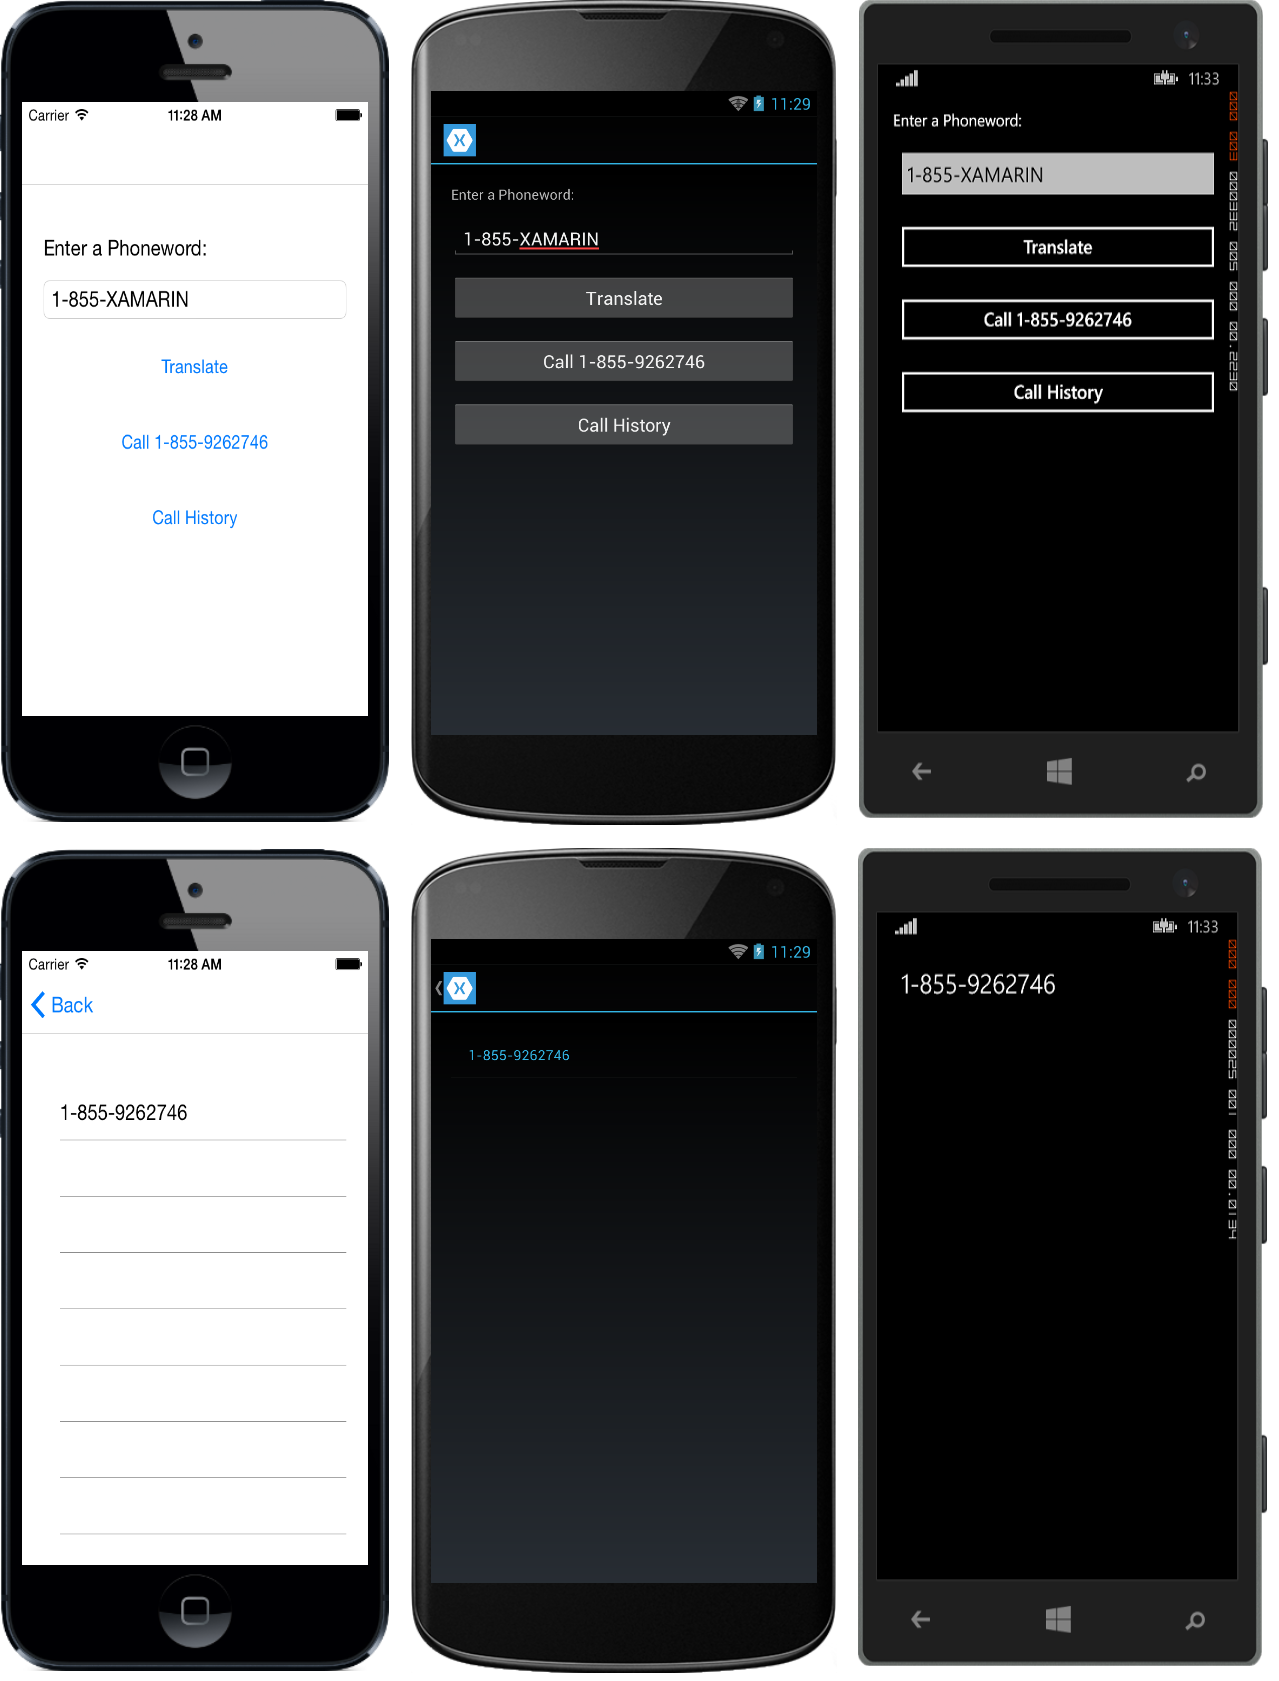 Carrier 11:28 AM
Enter a Phoneword:
1-855-XAMARIN
Translate
Call 1-855-9262746
Call History
11:29
Enter a Phoneword:
1-855-XAMARIN
Translate
Call 1-855-9262746
Call History
11:33
Enter a Phoneword:
1-855-XAMARIN
Translate
Call 1-855-9262746
Call History
Carrier 11:28 AM
Back
1-855-9262746
11:29
1-855-9262746
11:33
1-855-9262746